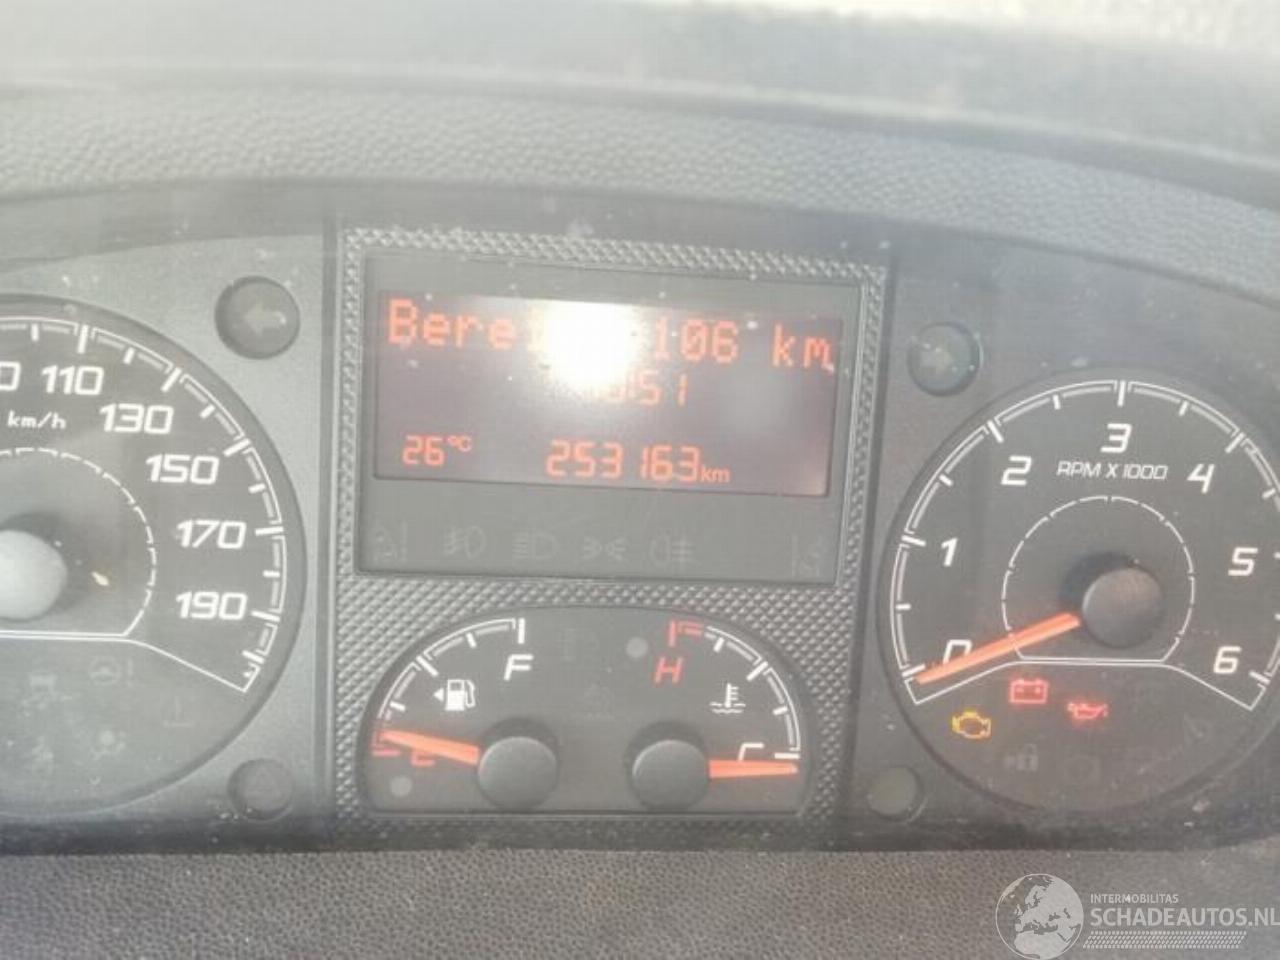 106 km
26°C 253163km
110
km/h
130
150
170
190
F
H
C
0
1
2
3
4
5
6
RPM X 1000
INTERMOBILITAS
SCHADEAUTOS.NL